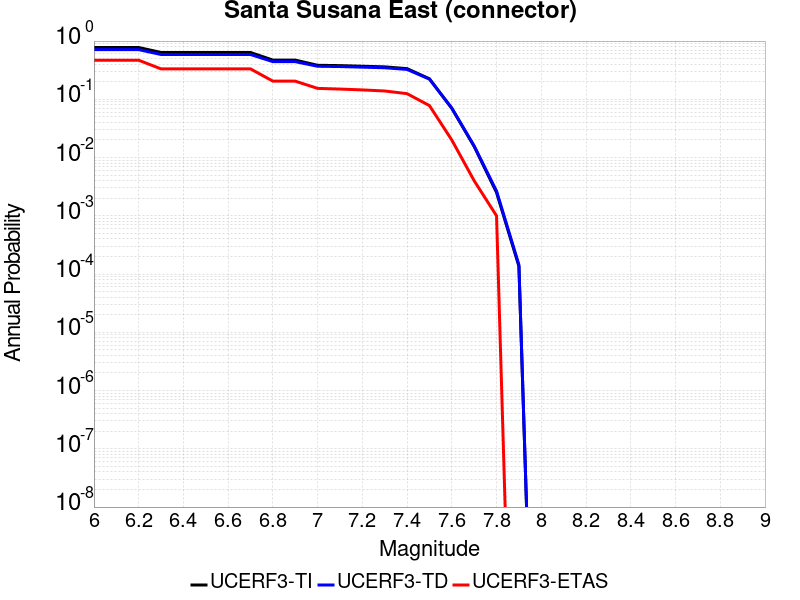 Santa Susana East (connector)
10^0
10^-1
10^-2
10^-3
10^-4
10^-5
10^-6
10^-7
10^-8
Annual Probability
6 6.2 6.4 6.6 6.8 7 7.2 7.4 7.6 7.8 8 8.2 8.4 8.6 8.8 9
Magnitude
UCERF3-TI UCERF3-TD UCERF3-ETAS